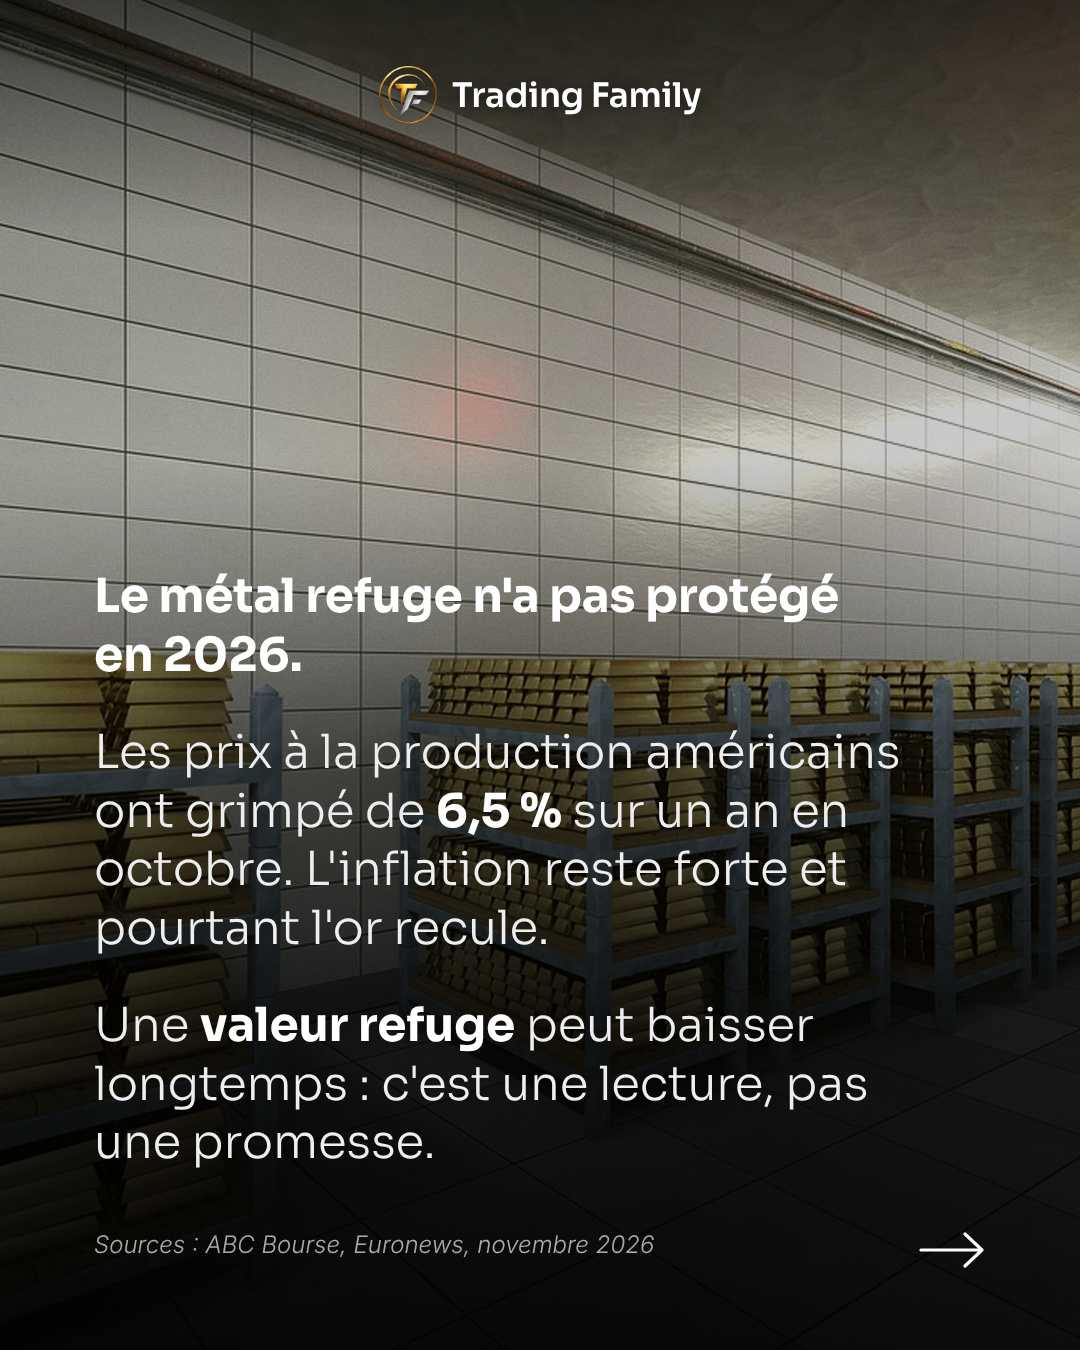 TF Trading Family
Le métal refuge n'a pas protégé
en 2026.
Les prix à la production américains
ont grimpé de 6,5 % sur un an en
octobre. L'inflation reste forte et
pourtant l'or recule.
Une valeur refuge peut baisser
longtemps : c'est une lecture, pas
une promesse.
Sources : ABC Bourse, Euronews, novembre 2026